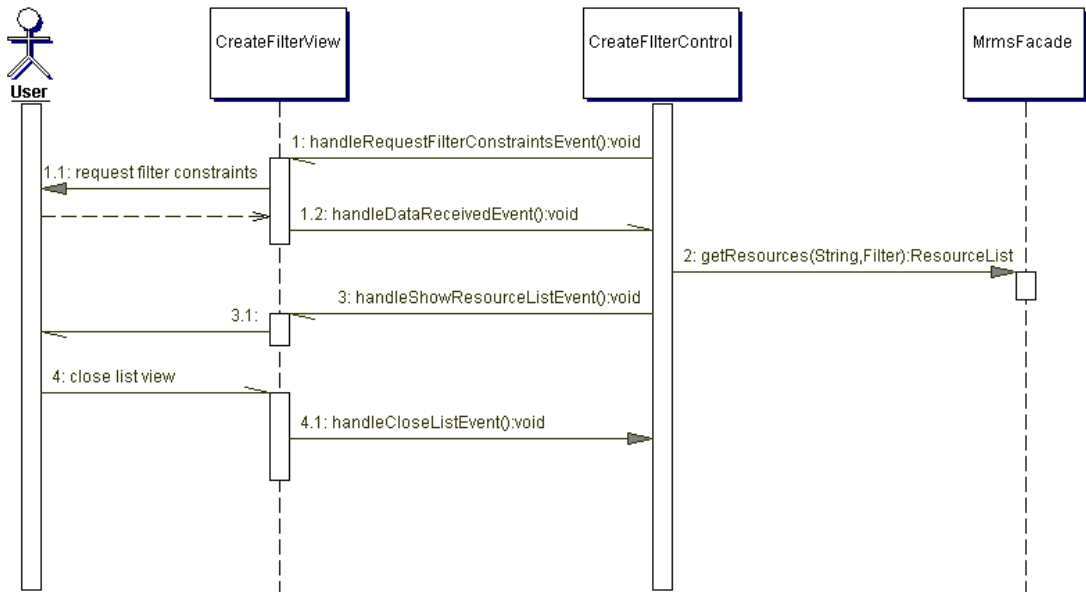 CreateFilterView
CreateFIlterControl
MrmsFacade
User
1: handleRequestFilterConstraintsEvent():void
1.1: request filter constraints
1.2: handleDataReceivedEvent():void
2: getResources(String,Filter):ResourceList
3: handleShowResourceListEvent():void
3.1:
4: close list view
4.1: handleCloseListEvent():void